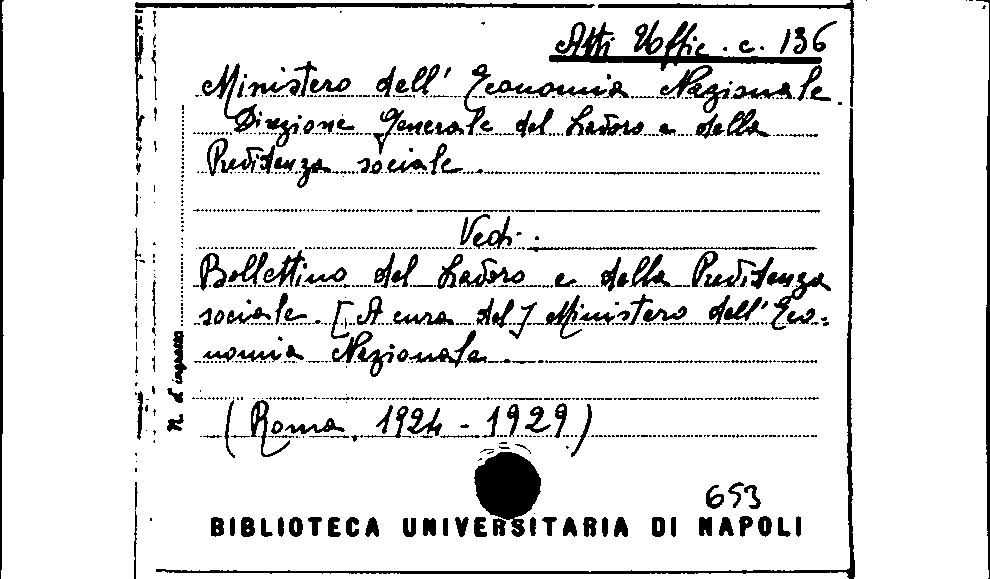 Atti Uffic. c. 136
Ministero dell' Economia Nazionale.
Direzione Generale del Lavoro e della
Previdenza sociale.
Vedi:
Bollettino del Lavoro e della Previdenza
sociale. [A cura del] Ministero dell' Eco=
nomia Nazionale.
(Roma, 1924 - 1929)
N. d'ingresso
653
BIBLIOTECA UNIVERSITARIA DI NAPOLI